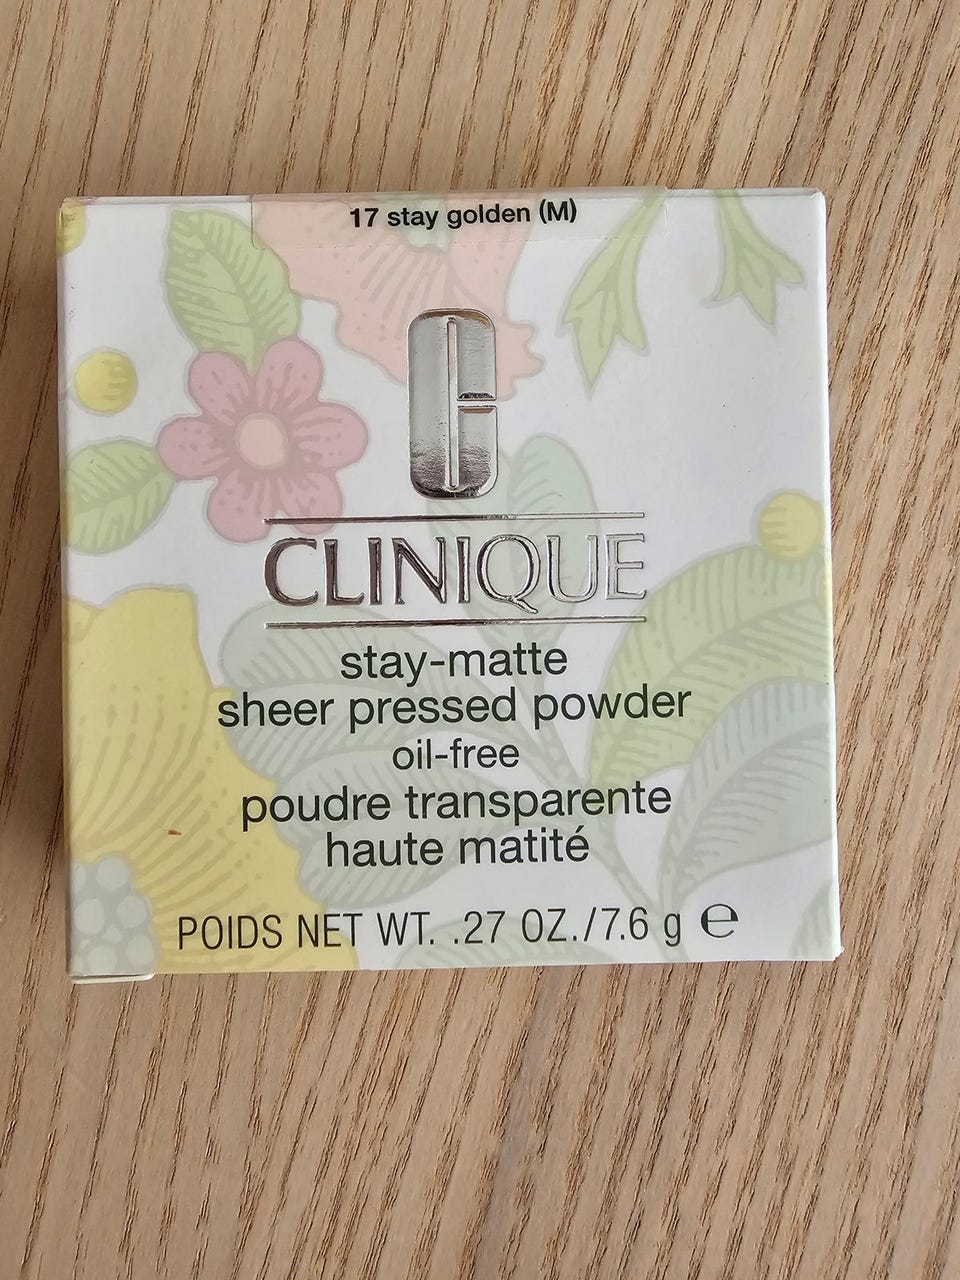 17 stay golden (M)
CLINIQUE
stay-matte
sheer pressed powder
oil-free
poudre transparente
haute matité
POIDS NET WT. .27 OZ./7.6 g ℮